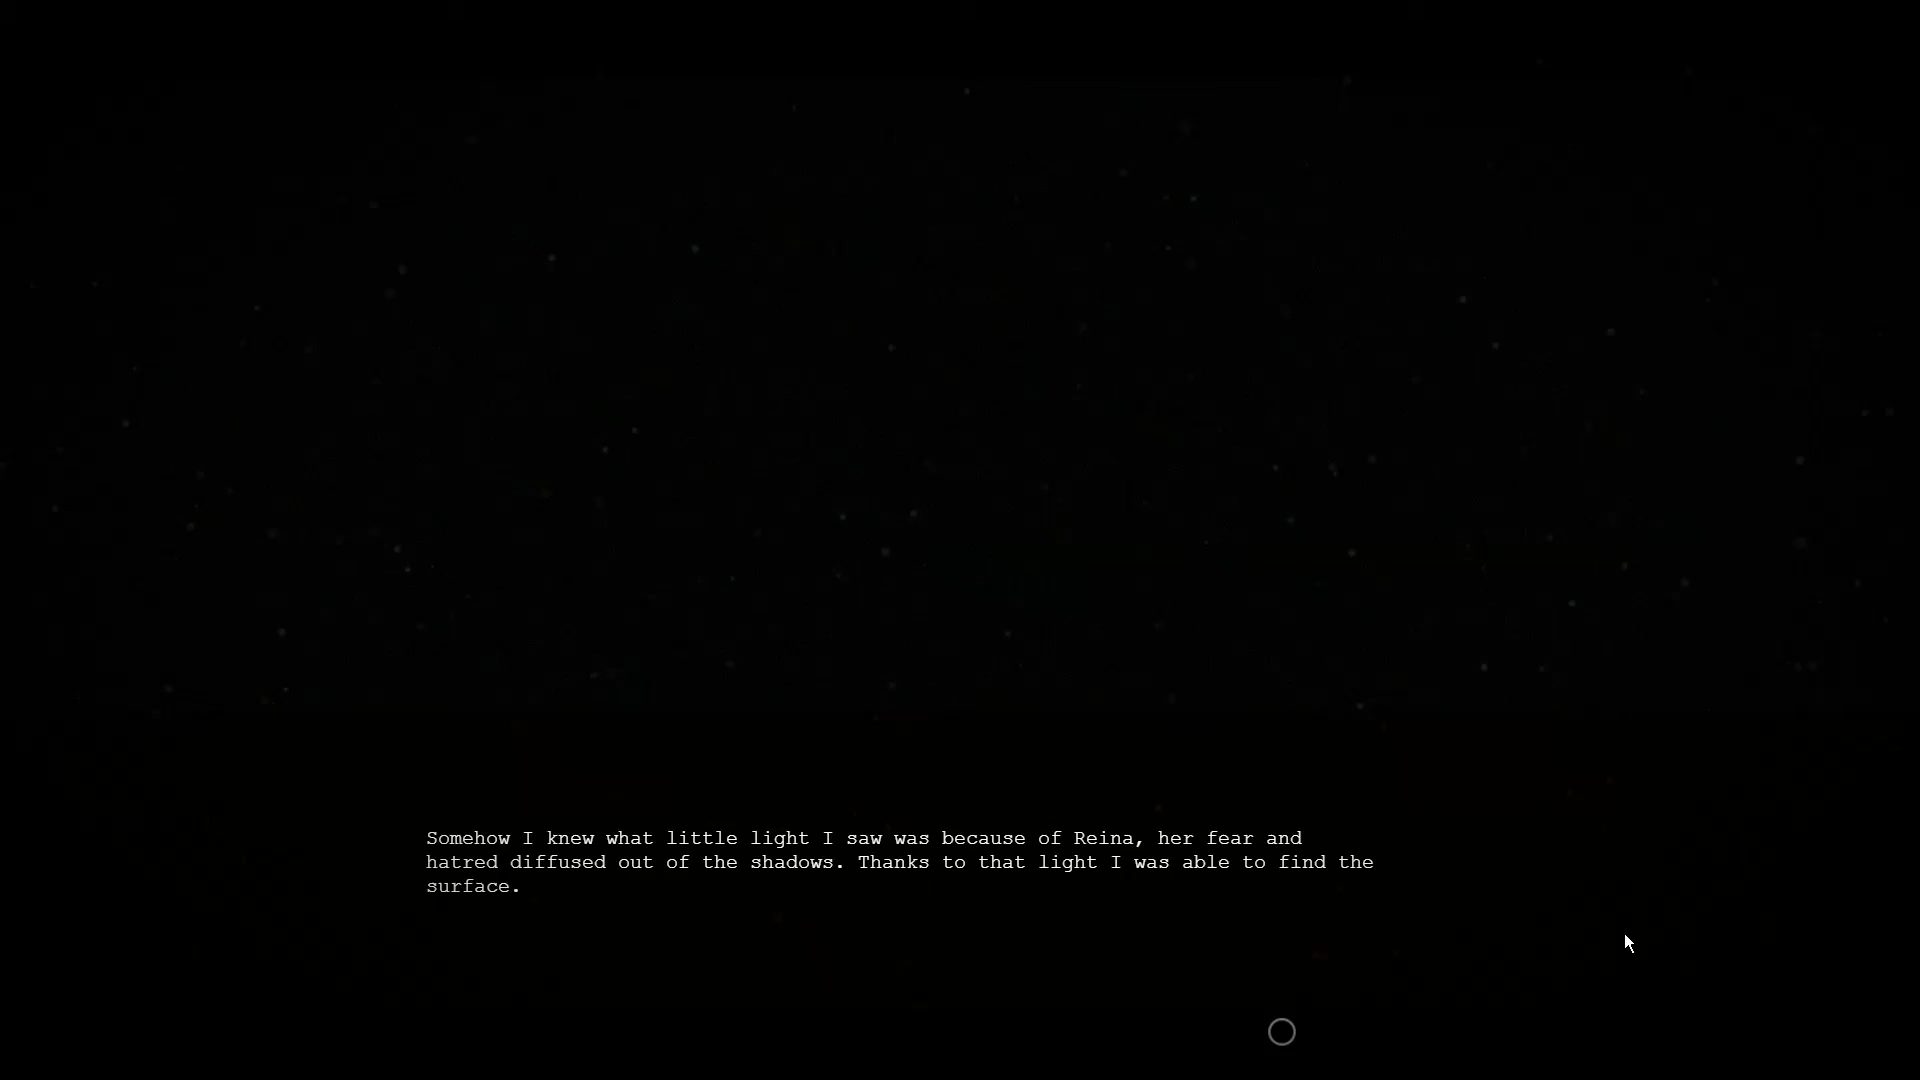 Somehow I knew what little light I saw was because of Reina, her fear and
hatred diffused out of the shadows. Thanks to that light I was able to find the
surface.